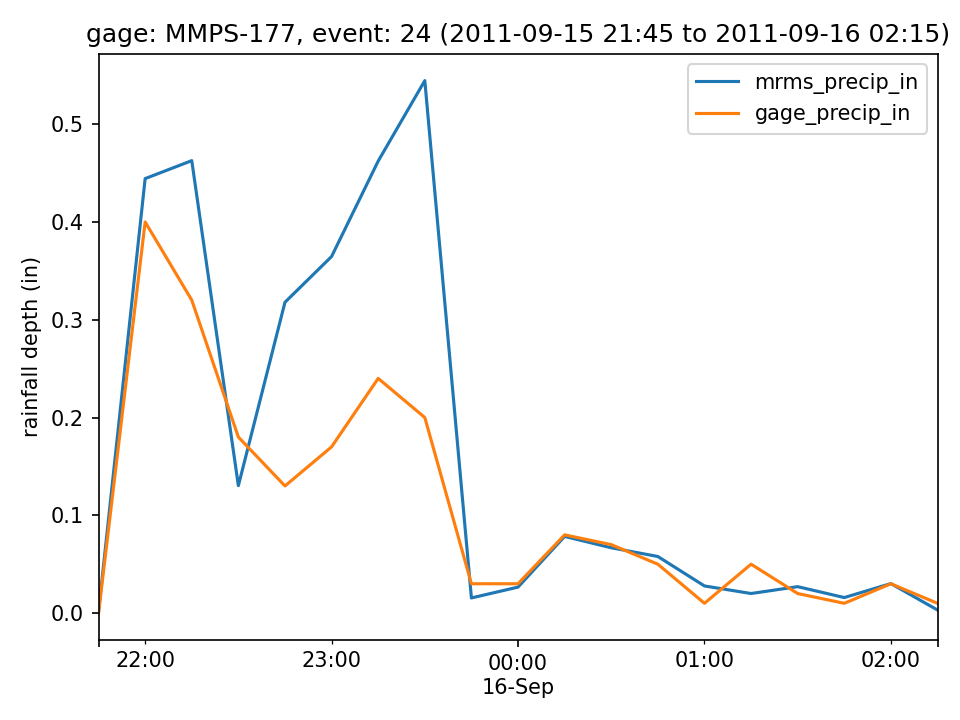 gage: MMPS-177, event: 24 (2011-09-15 21:45 to 2011-09-16 02:15)
mrms_precip_in
gage_precip_in
rainfall depth (in)
0.5
0.4
0.3
0.2
0.1
0.0
22:00 23:00 00:00 01:00 02:00
16-Sep